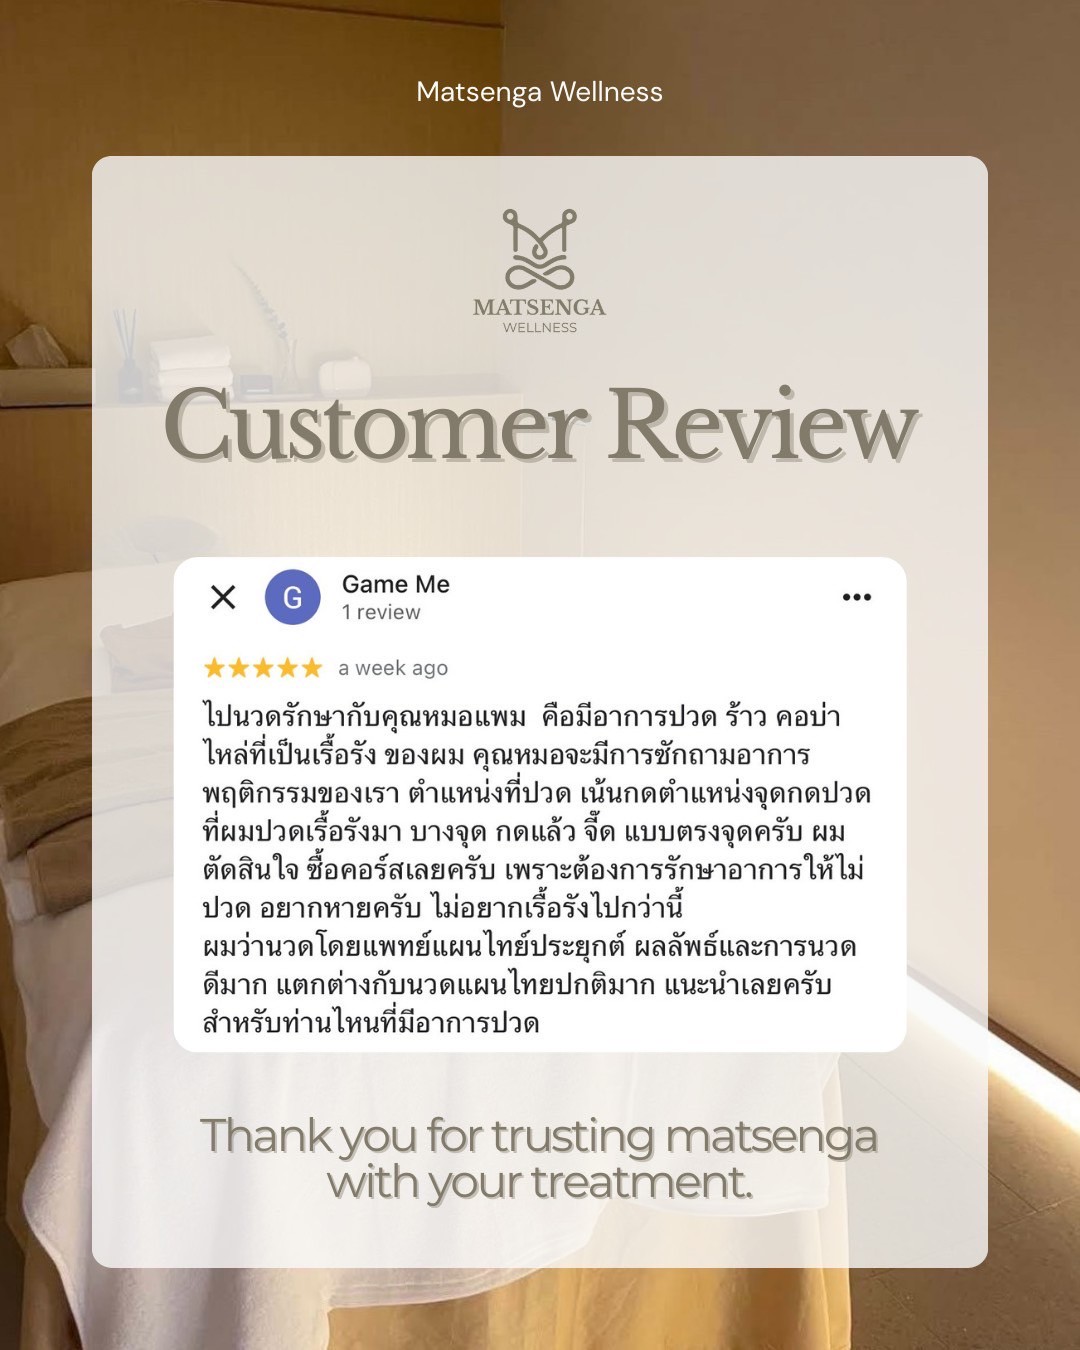 Matsenga Wellness
MATSENGA
WELLNESS
Customer Review
G
Game Me
1 review
a week ago
ไปนวดรักษากับคุณหมอแพม คือมีอาการปวด ร้าว คอบ่า
ไหล่ที่เป็นเรื้อรัง ของผม คุณหมอจะมีการซักถามอาการ
พฤติกรรมของเรา ตำแหน่งที่ปวด เน้นกดตำแหน่งจุดกดปวด
ที่ผมปวดเรื้อรังมา บางจุด กดแล้ว จี๊ด แบบตรงจุดครับ ผม
ตัดสินใจ ซื้อคอร์สเลยครับ เพราะต้องการรักษาอาการให้ไม่
ปวด อยากหายครับ ไม่อยากเรื้อรังไปกว่านี้
ผมว่านวดโดยแพทย์แผนไทย์ประยุกต์ ผลลัพธ์และการนวด
ดีมาก แตกต่างกับนวดแผนไทยปกติมาก แนะนำเลยครับ
สำหรับท่านไหนที่มีอาการปวด
Thank you for trusting matsenga
with your treatment.